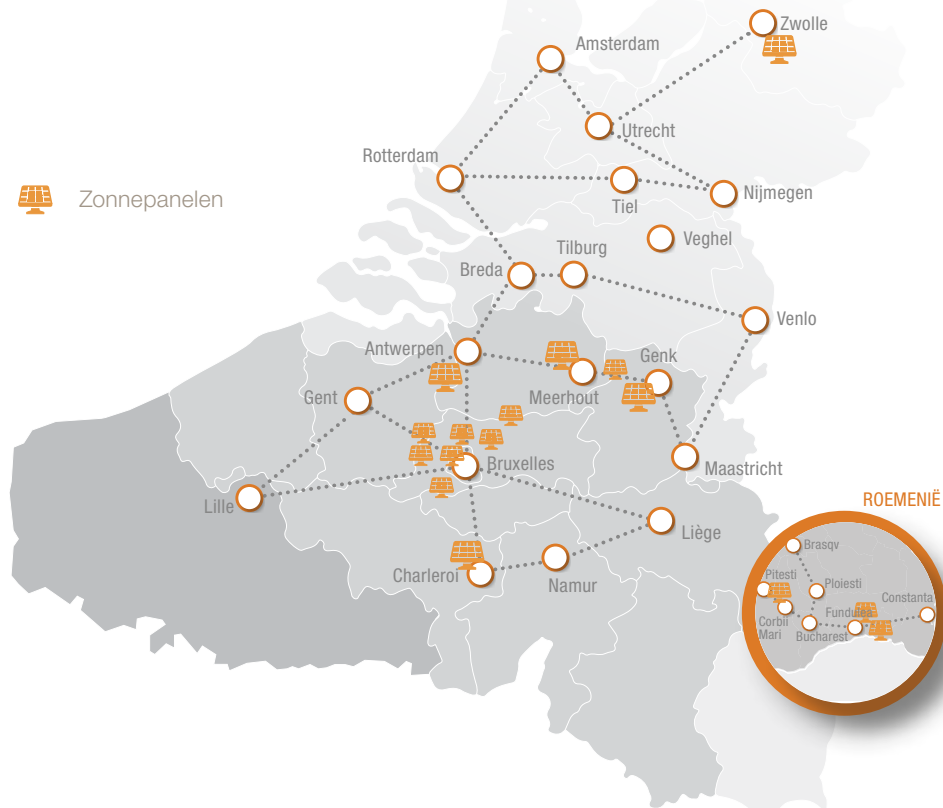 Zwolle
Amsterdam
Utrecht
Rotterdam
Zonnepanelen
Tiel
Nijmegen
Veghel
Tilburg
Breda
Venlo
Antwerpen
Genk
Gent
Meerhout
Bruxelles
Maastricht
Lille
ROEMENIË
Liège
Charleroi
Namur
Brasqv
Pitesti
Ploiesti
Constanta
Corbii
Mari
Fundulea
Bucharest